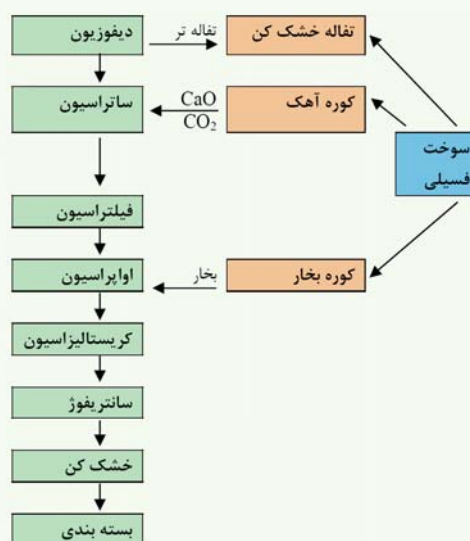 دیفوزیون
تفاله تر
تفاله خشک کن
ساتراسیون
CaO
CO2
کوره آهک
سوخت
فسیلی
فیلتراسیون
اواپراسیون
بخار
کوره بخار
کریستالیزاسیون
سانتریفوژ
خشک کن
بسته بندی